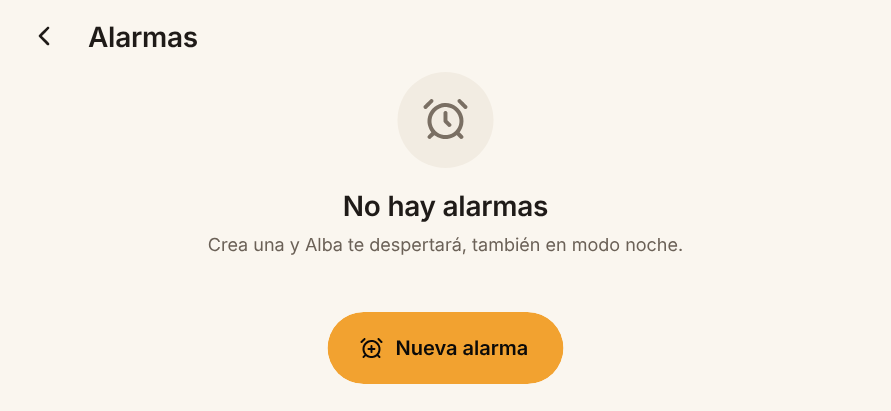 Alarmas
No hay alarmas
Crea una y Alba te despertará, también en modo noche.
Nueva alarma